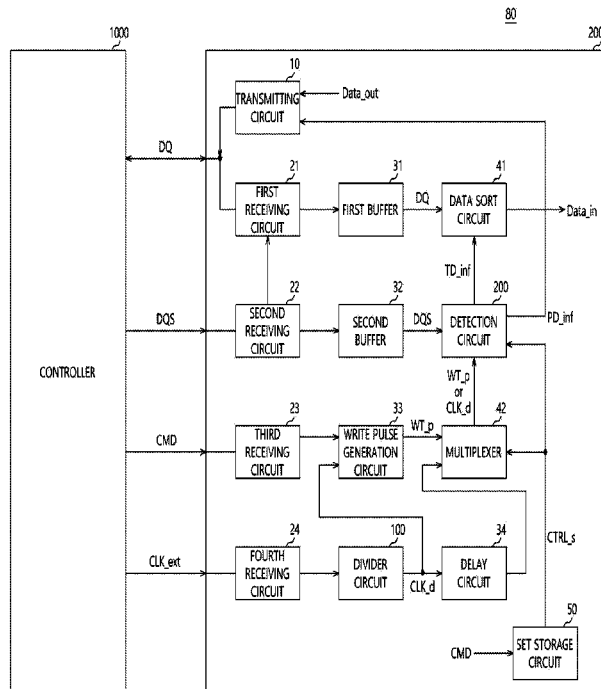 80
1000
200
10
TRANSMITTING
CIRCUIT
Data_out
DQ
21
FIRST
RECEIVING
CIRCUIT
31
FIRST BUFFER
DQ
41
DATA SORT
CIRCUIT
Data_in
TD_inf
22
SECOND
RECEIVING
CIRCUIT
32
SECOND
BUFFER
DQS
200
DETECTION
CIRCUIT
PD_inf
DQS
CONTROLLER
WT_p
or
CLK_d
23
THIRD
RECEIVING
CIRCUIT
33
WRITE PULSE
GENERATION
CIRCUIT
WT_p
42
MULTIPLEXER
CMD
CTRL_s
24
FOURTH
RECEIVING
CIRCUIT
100
DIVIDER
CIRCUIT
CLK_d
34
DELAY
CIRCUIT
CLK_ext
50
SET STORAGE
CIRCUIT
CMD